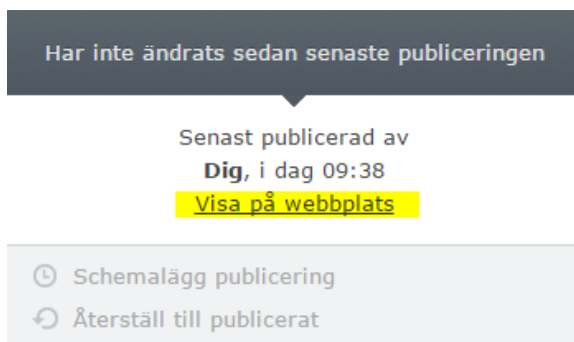 Har inte ändrats sedan senaste publiceringen
Senast publicerad av
Dig, i dag 09:38
Visa på webbplats
Schemalägg publicering
Återställ till publicerat